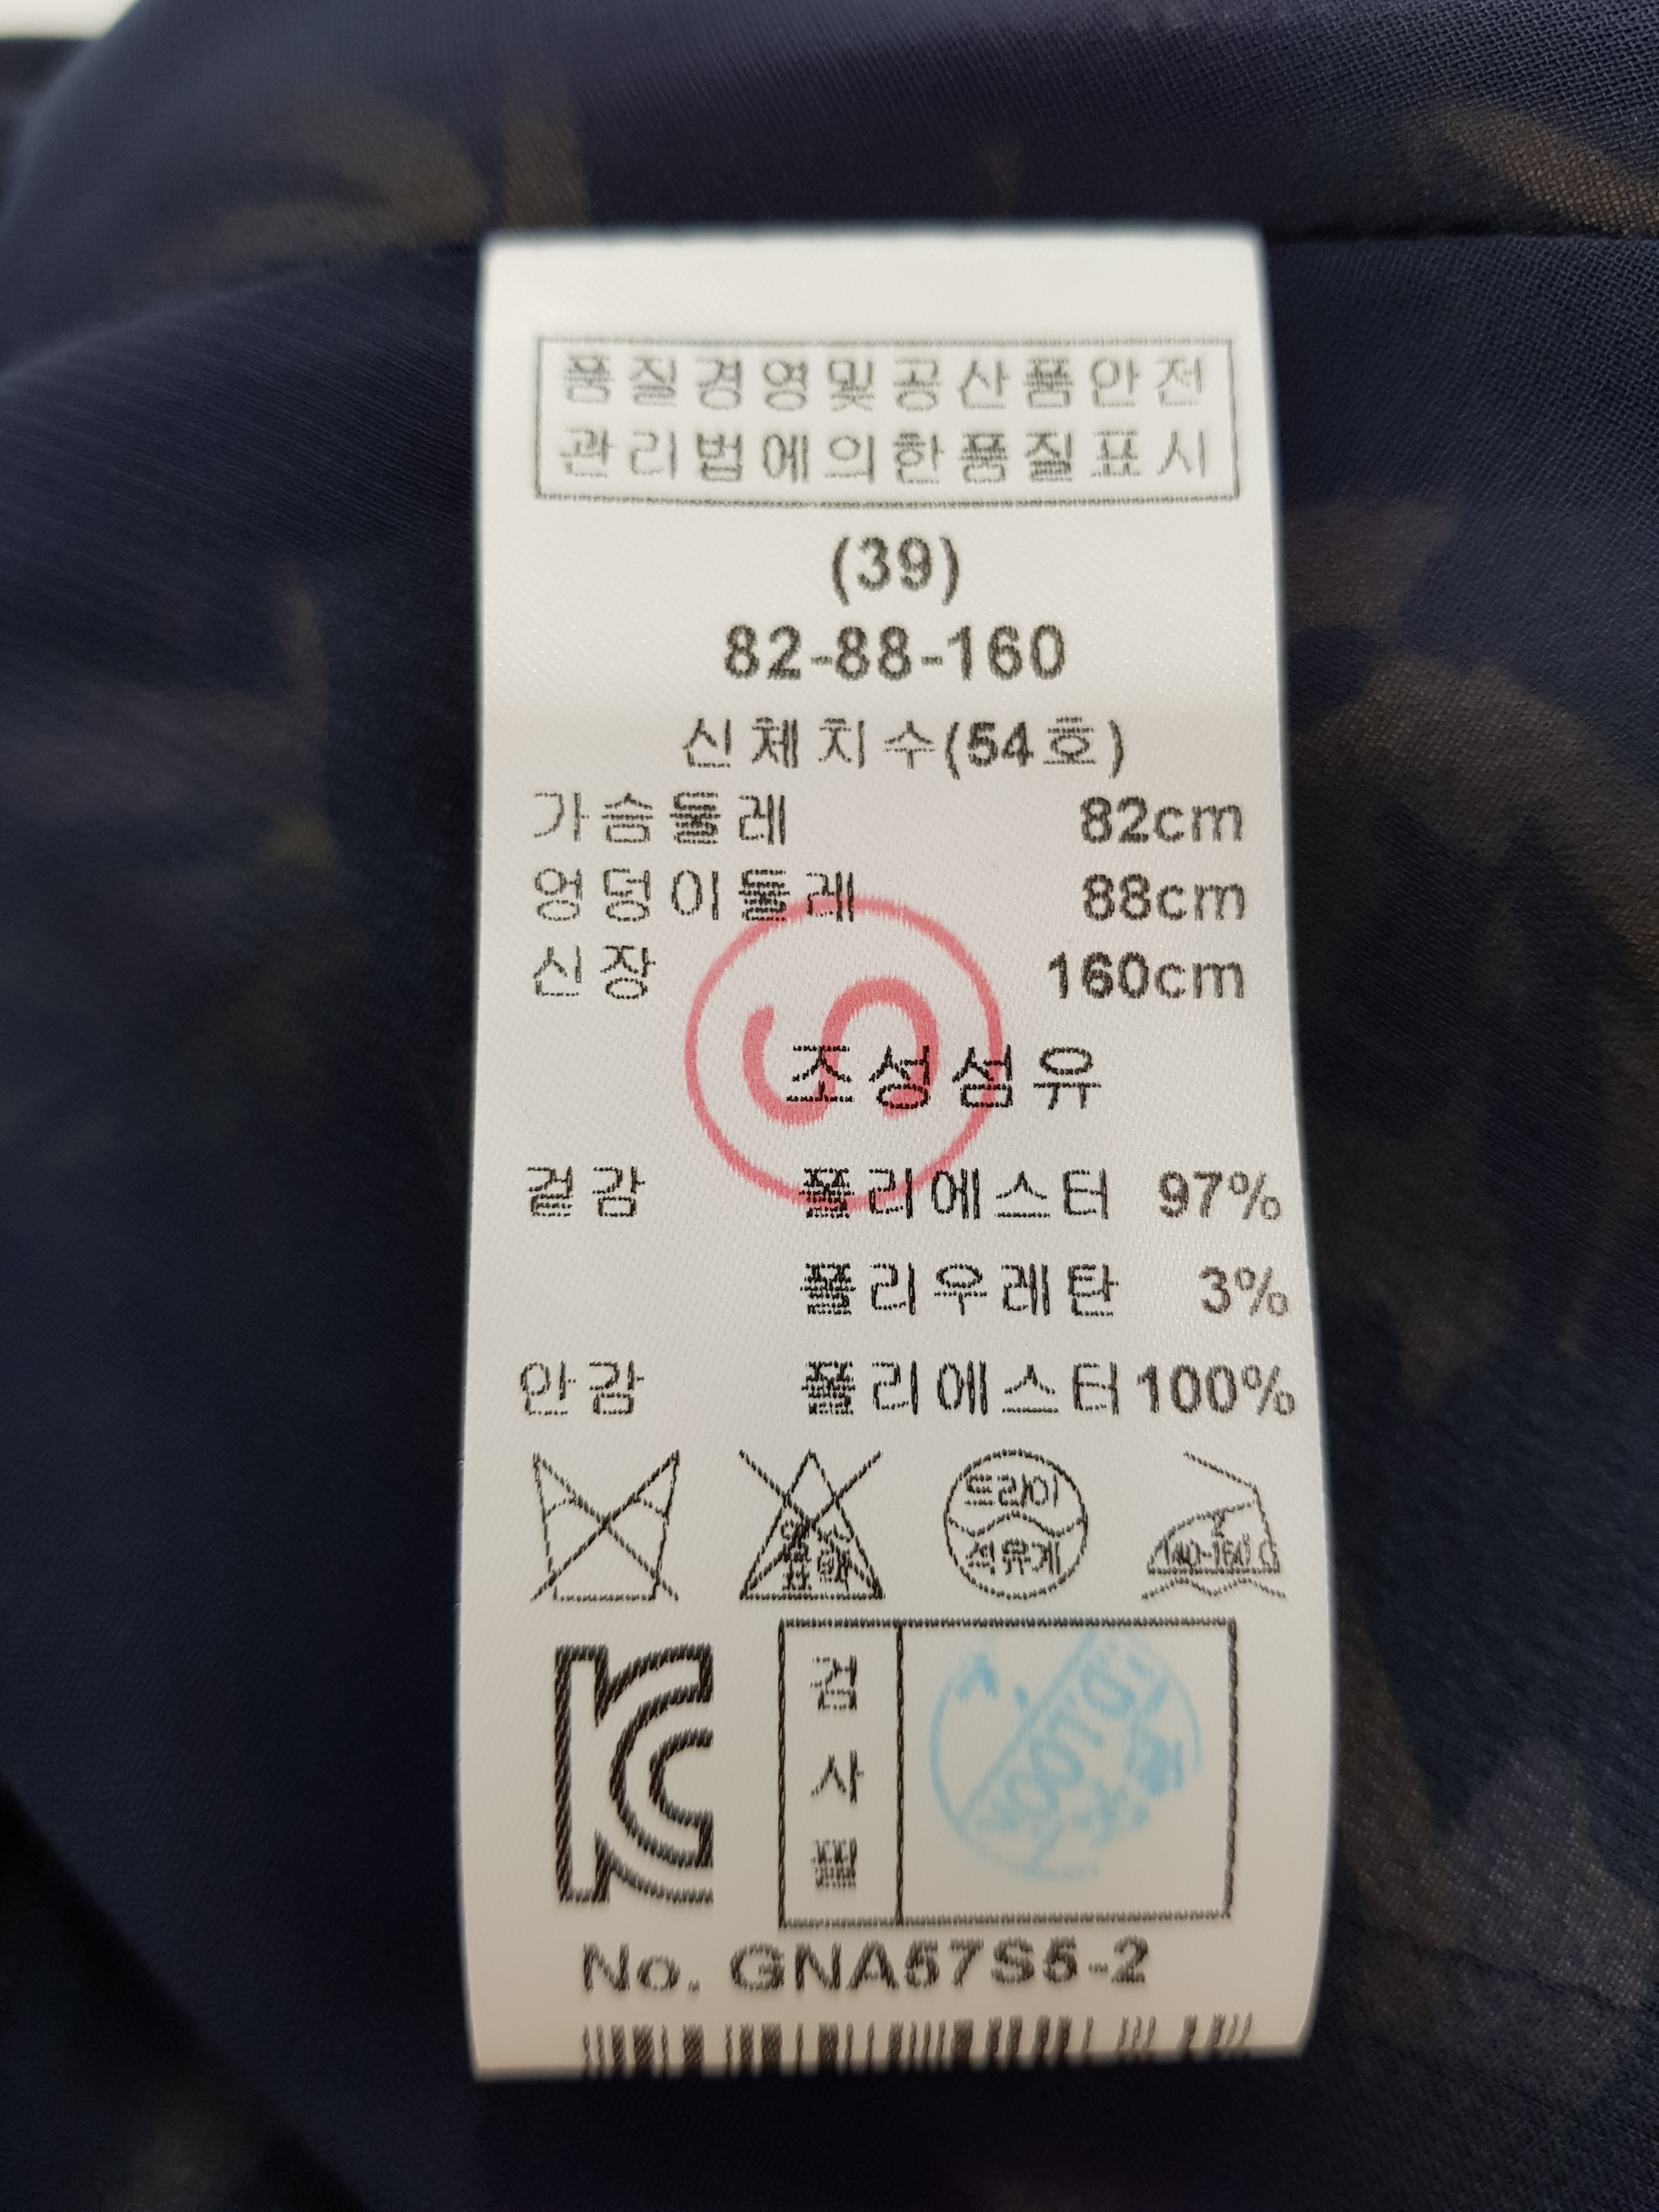 품질경영및공산품안전
관리법에의한품질표시
(39)
82-88-160
신체치수(54호)
가슴둘레 82cm
엉덩이둘레 88cm
신장 160cm
S
조성섬유
겉감 폴리에스터 97%
폴리우레탄 3%
안감 폴리에스터 100%
드라이
석유계
140-160℃
검
사
필
No. GNA57S5-2